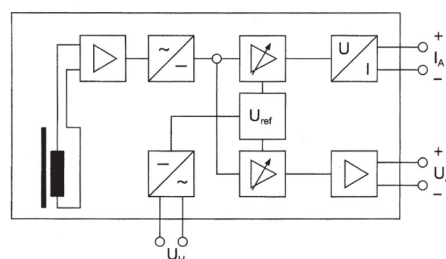 ~
–
U
I
+
I_A
–
U_ref
–
~
+
U
–
U_H